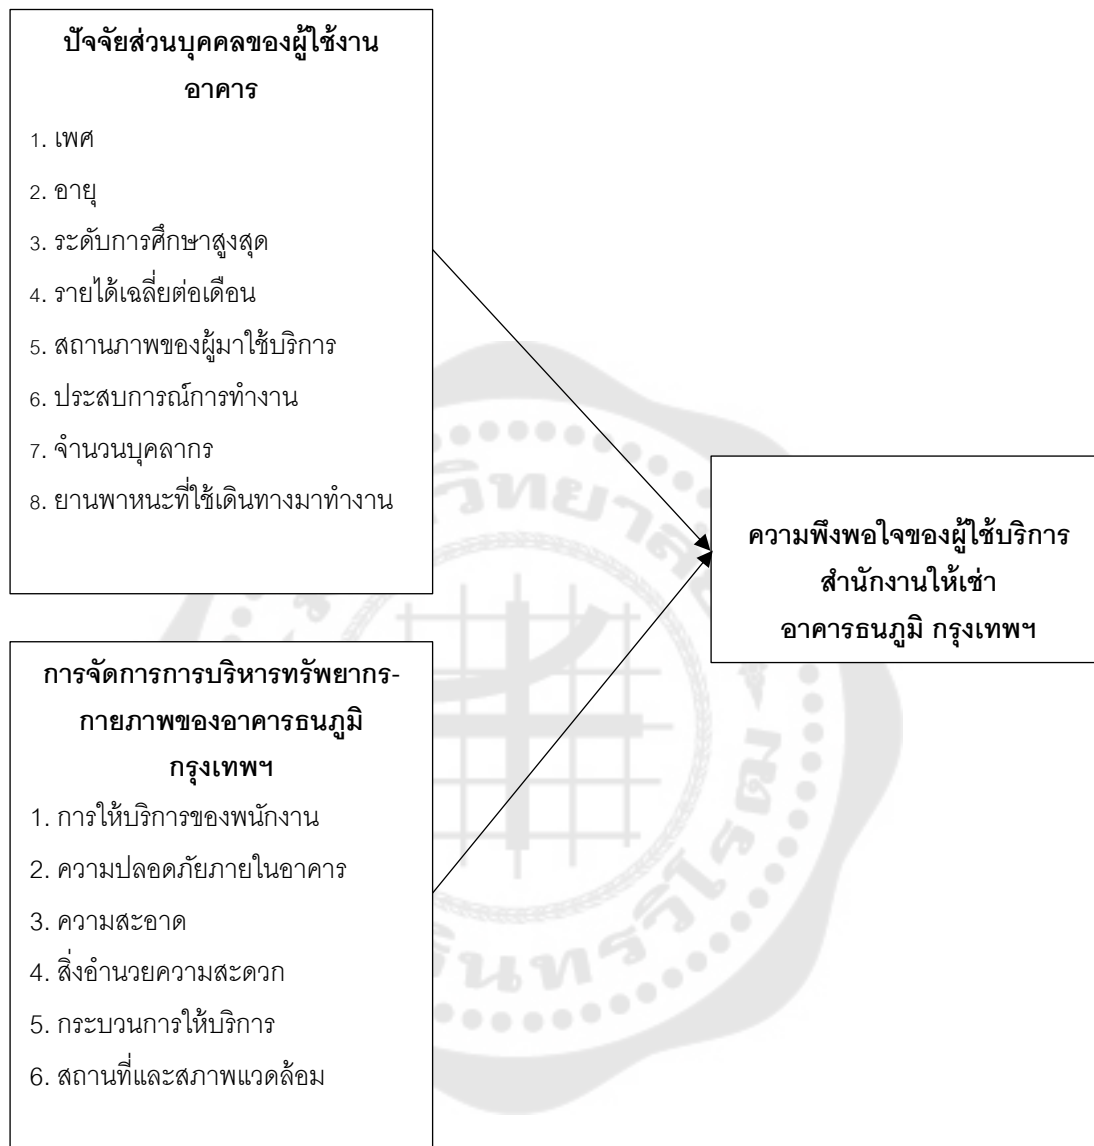 ปัจจัยส่วนบุคคลของผู้ใช้งาน
อาคาร
1. เพศ
2. อายุ
3. ระดับการศึกษาสูงสุด
4. รายได้เฉลี่ยต่อเดือน
5. สถานภาพของผู้มาใช้บริการ
6. ประสบการณ์การทำงาน
7. จำนวนบุคลากร
8. ยานพาหนะที่ใช้เดินทางมาทำงาน
ความพึงพอใจของผู้ใช้บริการ
สำนักงานให้เช่า
อาคารธนภูมิ กรุงเทพฯ
การจัดการการบริหารทรัพยากร-
กายภาพของอาคารธนภูมิ
กรุงเทพฯ
1. การให้บริการของพนักงาน
2. ความปลอดภัยภายในอาคาร
3. ความสะอาด
4. สิ่งอำนวยความสะดวก
5. กระบวนการให้บริการ
6. สถานที่และสภาพแวดล้อม